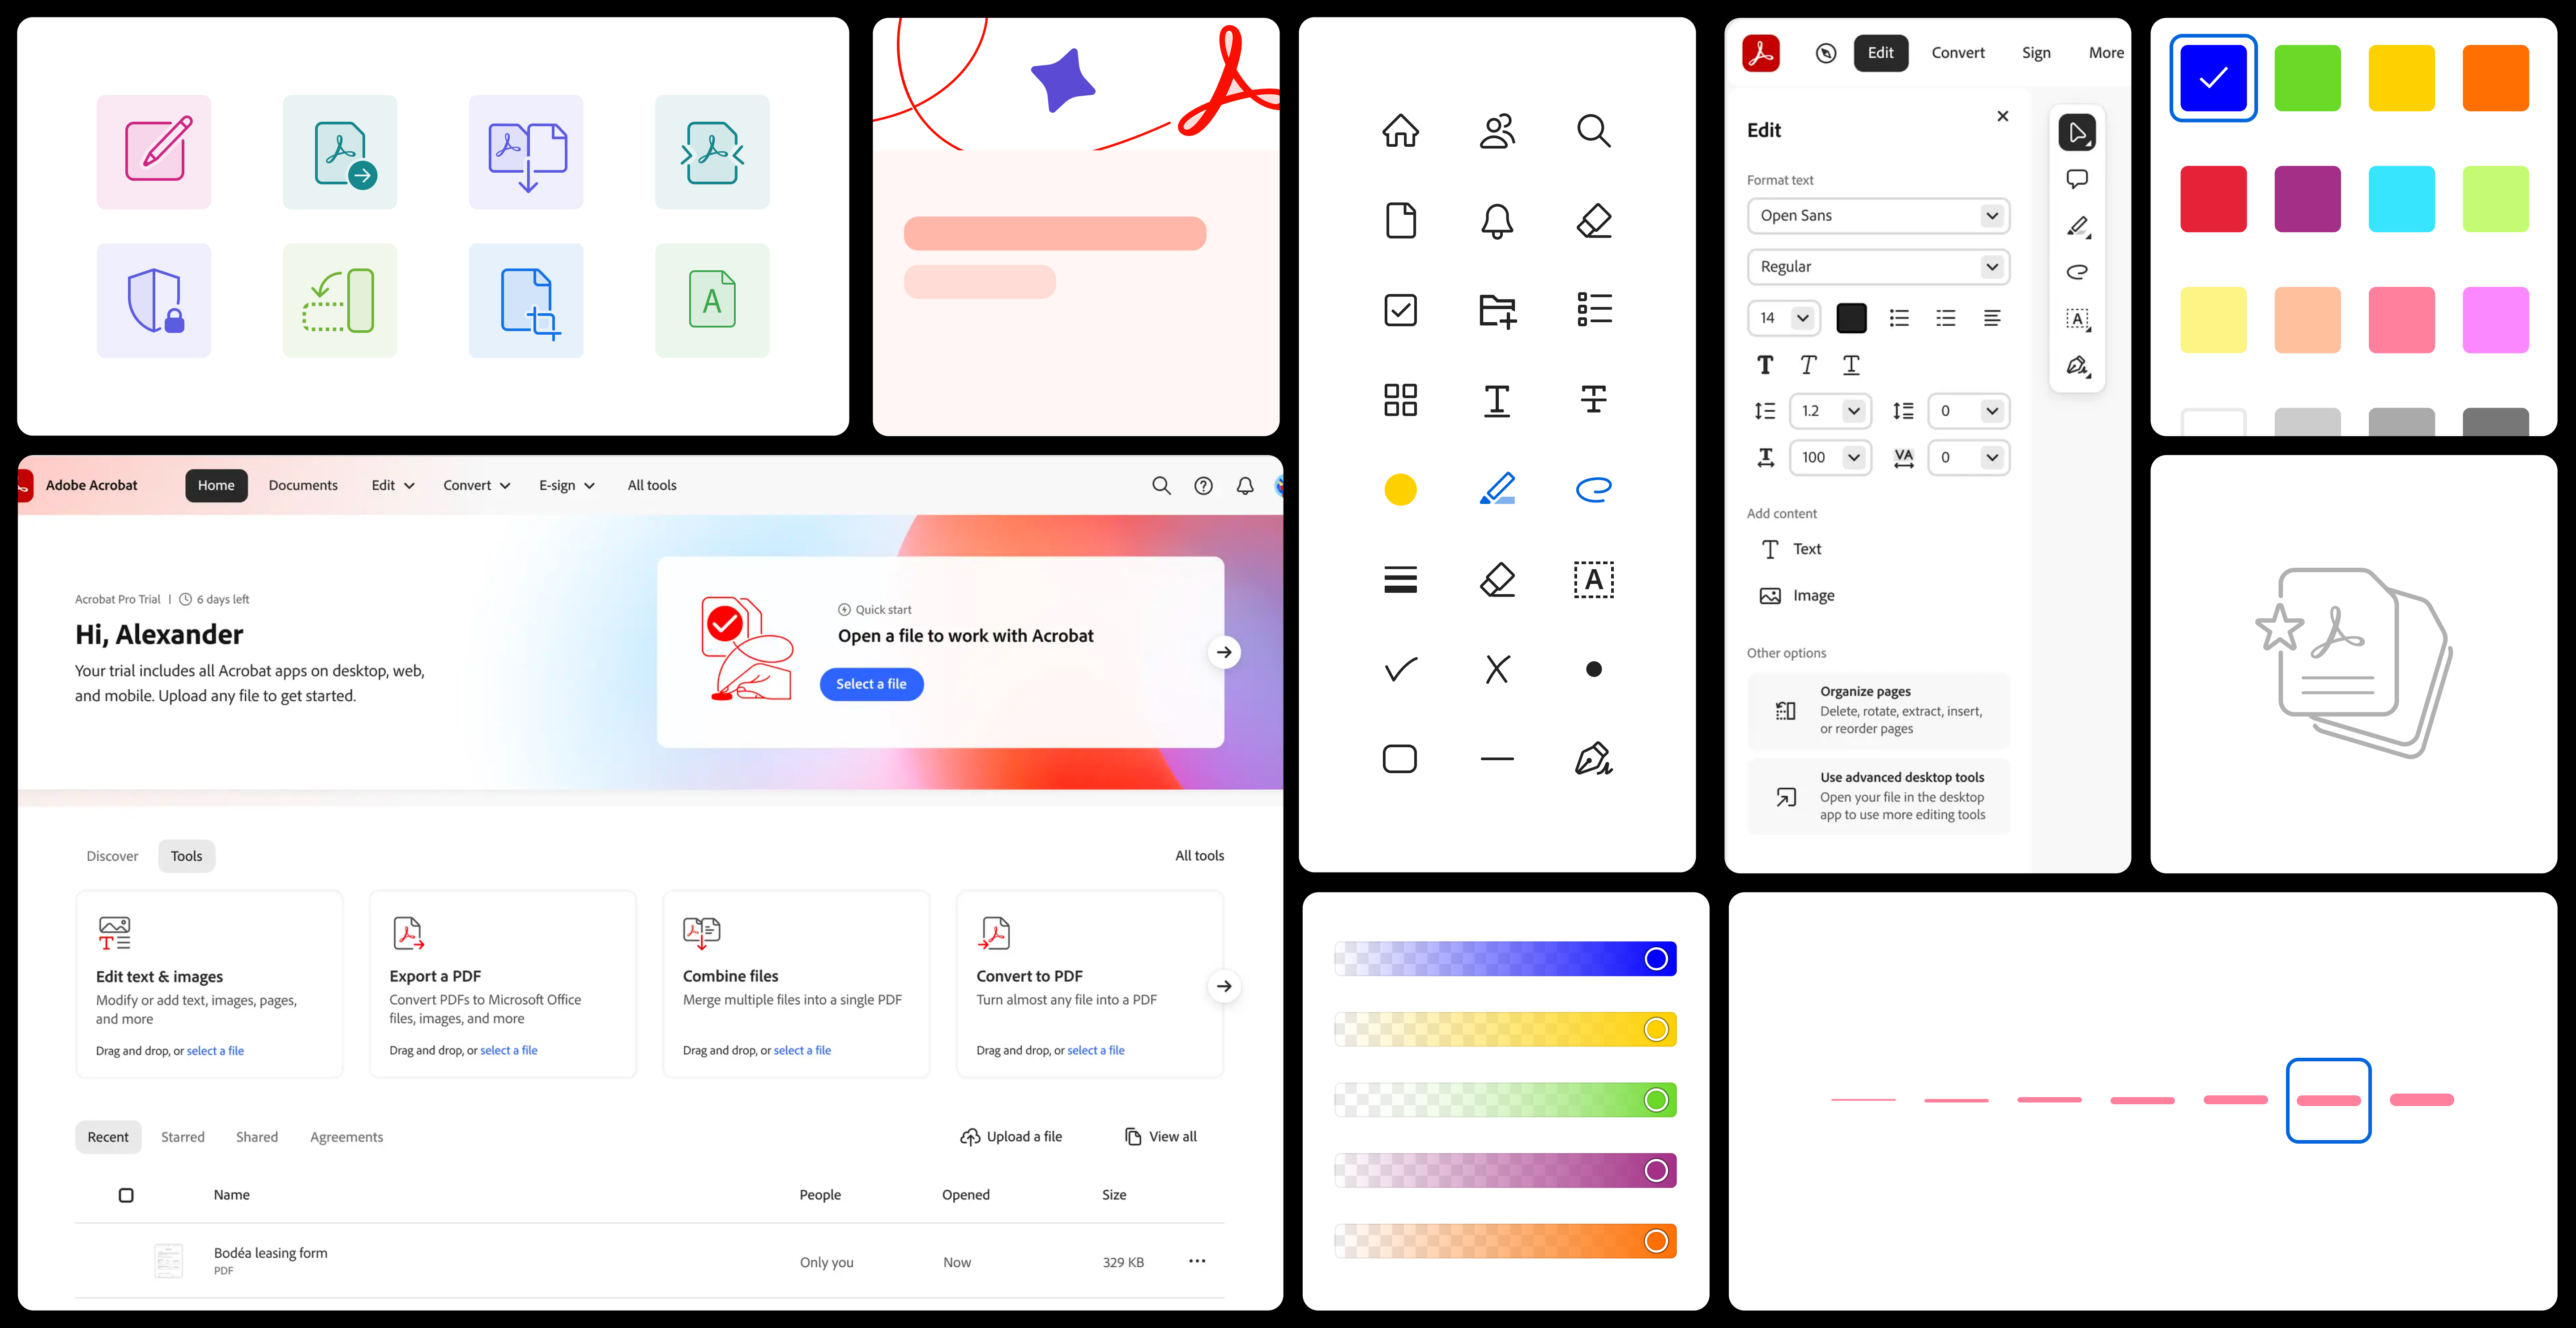 A
Adobe Acrobat
Home
Documents
Edit
Convert
E-sign
All tools
Acrobat Pro Trial | 6 days left
Hi, Alexander
Your trial includes all Acrobat apps on desktop, web,
and mobile. Upload any file to get started.
Quick start
Open a file to work with Acrobat
Select a file
Discover
Tools
All tools
Edit text & images
Modify or add text, images, pages,
and more
Drag and drop, or select a file
Export a PDF
Convert PDFs to Microsoft Office
files, images, and more
Drag and drop, or select a file
Combine files
Merge multiple files into a single PDF
Drag and drop, or select a file
Convert to PDF
Turn almost any file into a PDF
Drag and drop, or select a file
Recent
Starred
Shared
Agreements
Upload a file
View all
Name
People
Opened
Size
Bodéa leasing form
PDF
Only you
Now
329 KB
A
Edit
Convert
Sign
More
Edit
Format text
Open Sans
Regular
14
T T T
1.2
0
100
VA
0
Add content
Text
Image
Other options
Organize pages
Delete, rotate, extract, insert,
or reorder pages
Use advanced desktop tools
Open your file in the desktop
app to use more editing tools
A